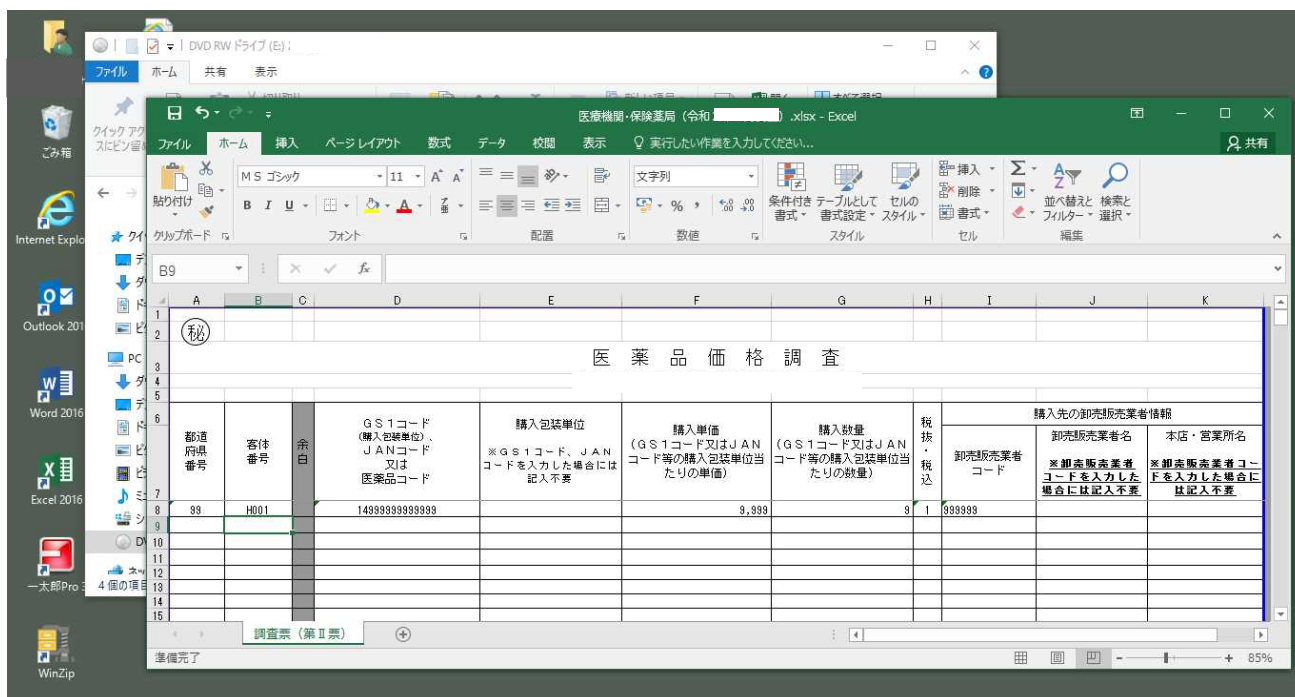 DVD RW ドライブ (E:)
ファイル ホーム 共有 表示
ごみ箱
Outlook 201
Word 2016
Excel 2016
WinZip
PC
医療機関・保険薬局（令和
).xlsx - Excel
ファイル ホーム 挿入 ページ レイアウト 数式 データ 校閲 表示 実行したい作業を入力してください... 共有
貼り付け
MS ゴシック 11
B I U
文字列
条件付き書式
テーブルとして書式設定
セルのスタイル
挿入
削除
書式
並べ替えと
フィルター
検索と
選択
クリップボード フォント 配置 数値 スタイル セル 編集
B9
fx
A B C D E F G H I J K
1
2 秘
3 医薬品価格調査
4
5
6
7
都道
府県
番号
客体
番号
余
白
GS1コード
(購入包装単位)、
JANコード
又は
医薬品コード
購入包装単位
※GS1コード、JAN
コードを入力した場合には
記入不要
購入単価
(GS1コード又はJAN
コード等の購入包装単位当
たりの単価)
購入数量
(GS1コード又はJAN
コード等の購入包装単位当
たりの数量)
税
抜
・
税
込
購入先の卸売販売業者情報
卸売販売業者
コード
卸売販売業者名
※卸売販売業者
コードを入力した
場合には記入不要
本店・営業所名
※卸売販売業者コー
ドを入力した場合に
は記入不要
8 99 H001 14999999999999 9,999 9 1 999999
9
10
11
12
13
14
15
調査票（第Ⅱ票）
準備完了
85%